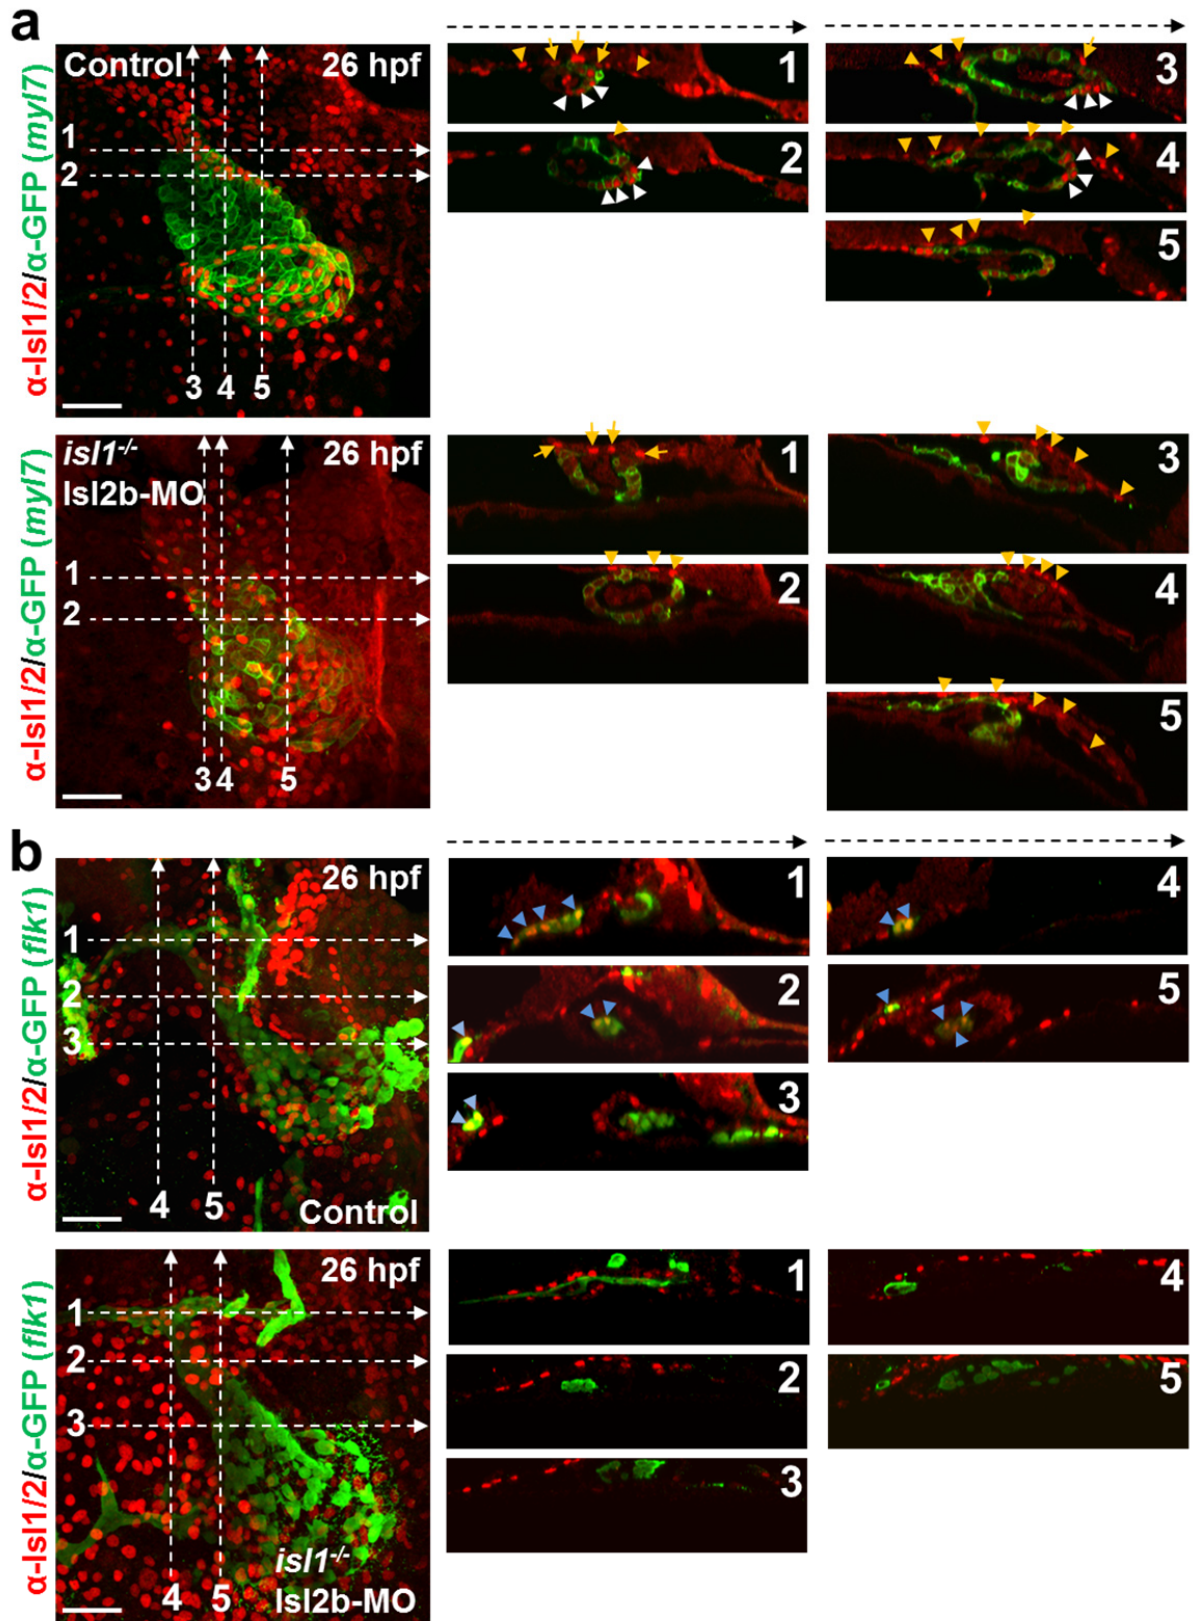 a
α-Isl1/2/α-GFP (myl7)
Control
26 hpf
1
2
3 4 5
1
2
3
4
5
α-Isl1/2/α-GFP (myl7)
isl1-/-
Isl2b-MO
26 hpf
1
2
3 4 5
1
2
3
4
5
b
α-Isl1/2/α-GFP (flk1)
26 hpf
1
2
3
4 5
Control
1
2
3
4
5
α-Isl1/2/α-GFP (flk1)
26 hpf
1
2
3
4 5
isl1-/-
Isl2b-MO
1
2
3
4
5